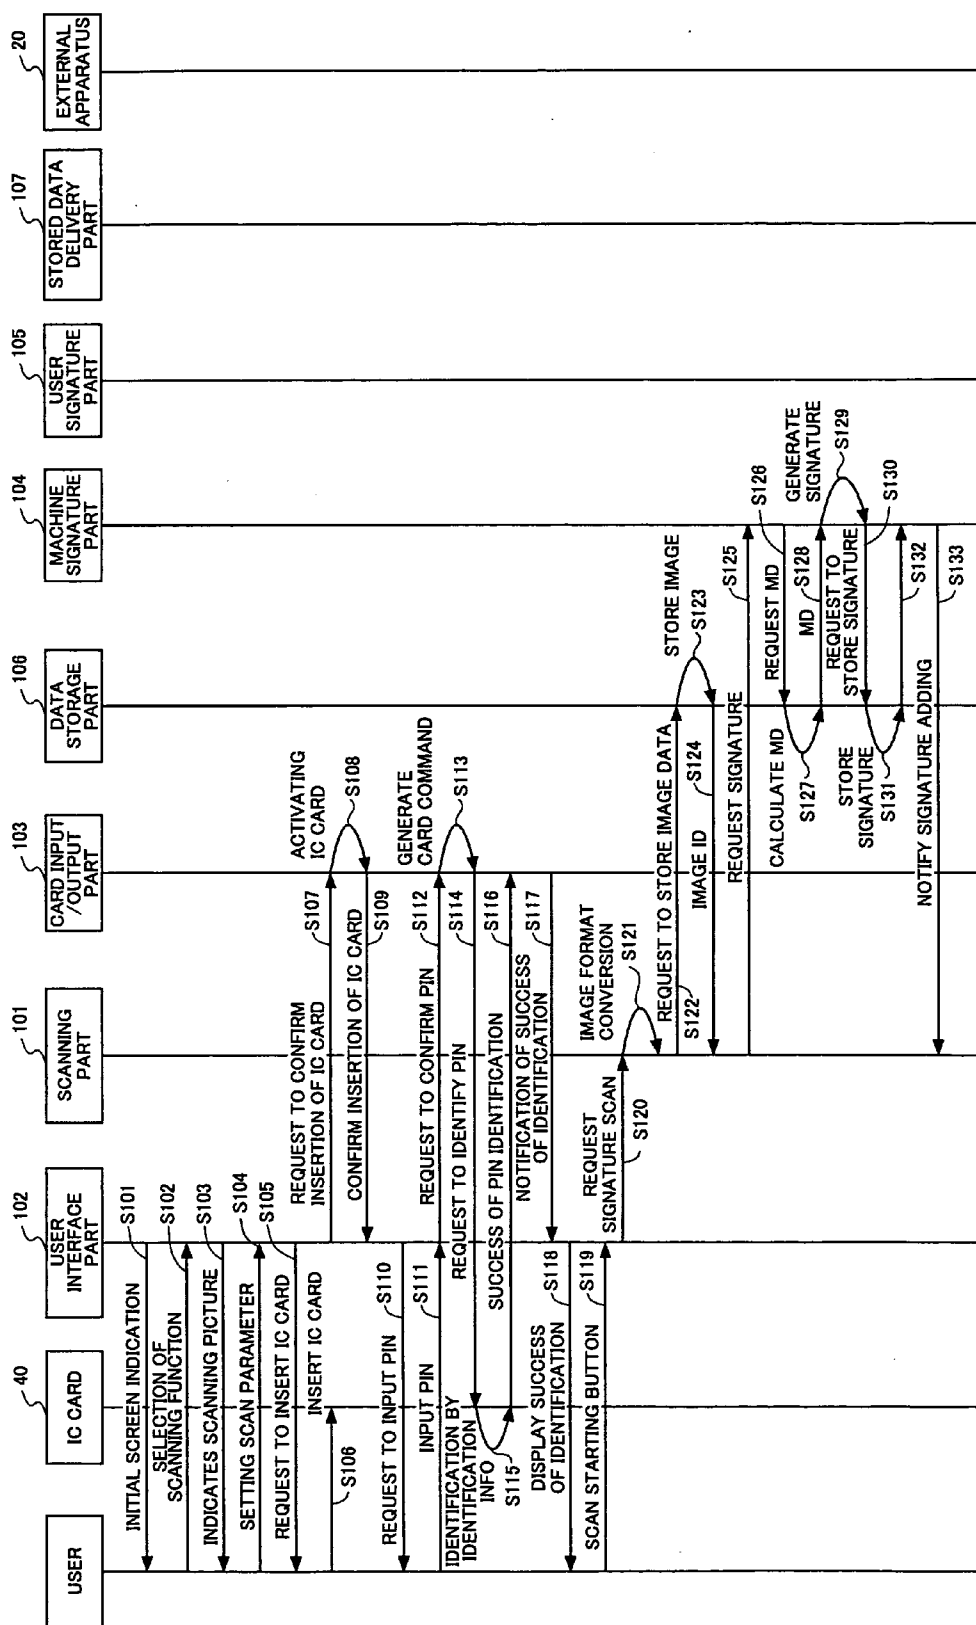 USER
IC CARD
40
USER
INTERFACE
PART
102
SCANNING
PART
101
CARD INPUT
/OUTPUT
PART
103
DATA
STORAGE
PART
106
MACHINE
SIGNATURE
PART
104
USER
SIGNATURE
PART
105
STORED DATA
DELIVERY
PART
107
EXTERNAL
APPARATUS
20
INITIAL SCREEN INDICATION
S101
SELECTION OF
SCANNING FUNCTION
S102
INDICATES SCANNING PICTURE
S103
SETTING SCAN PARAMETER
S104
REQUEST TO INSERT IC CARD
S105
INSERT IC CARD
S106
REQUEST TO CONFIRM
INSERTION OF IC CARD
S107
ACTIVATING
IC CARD
S108
CONFIRM INSERTION OF IC CARD
S109
REQUEST TO INPUT PIN
S110
INPUT PIN
S111
REQUEST TO CONFIRM PIN
S112
GENERATE
CARD COMMAND
S113
REQUEST TO IDENTIFY PIN
S114
IDENTIFICATION BY
IDENTIFICATION
INFO
S115
SUCCESS OF PIN IDENTIFICATION
S116
NOTIFICATION OF SUCCESS
OF IDENTIFICATION
S117
DISPLAY SUCCESS
OF IDENTIFICATION
S118
SCAN STARTING BUTTON
S119
REQUEST
SIGNATURE SCAN
S120
IMAGE FORMAT
CONVERSION
S121
REQUEST TO STORE IMAGE DATA
S122
STORE IMAGE
S123
IMAGE ID
S124
REQUEST SIGNATURE
S125
REQUEST MD
S126
CALCULATE MD
S127
MD
S128
GENERATE
SIGNATURE
S129
REQUEST TO
STORE SIGNATURE
S130
STORE
SIGNATURE
S131
S132
NOTIFY SIGNATURE ADDING
S133